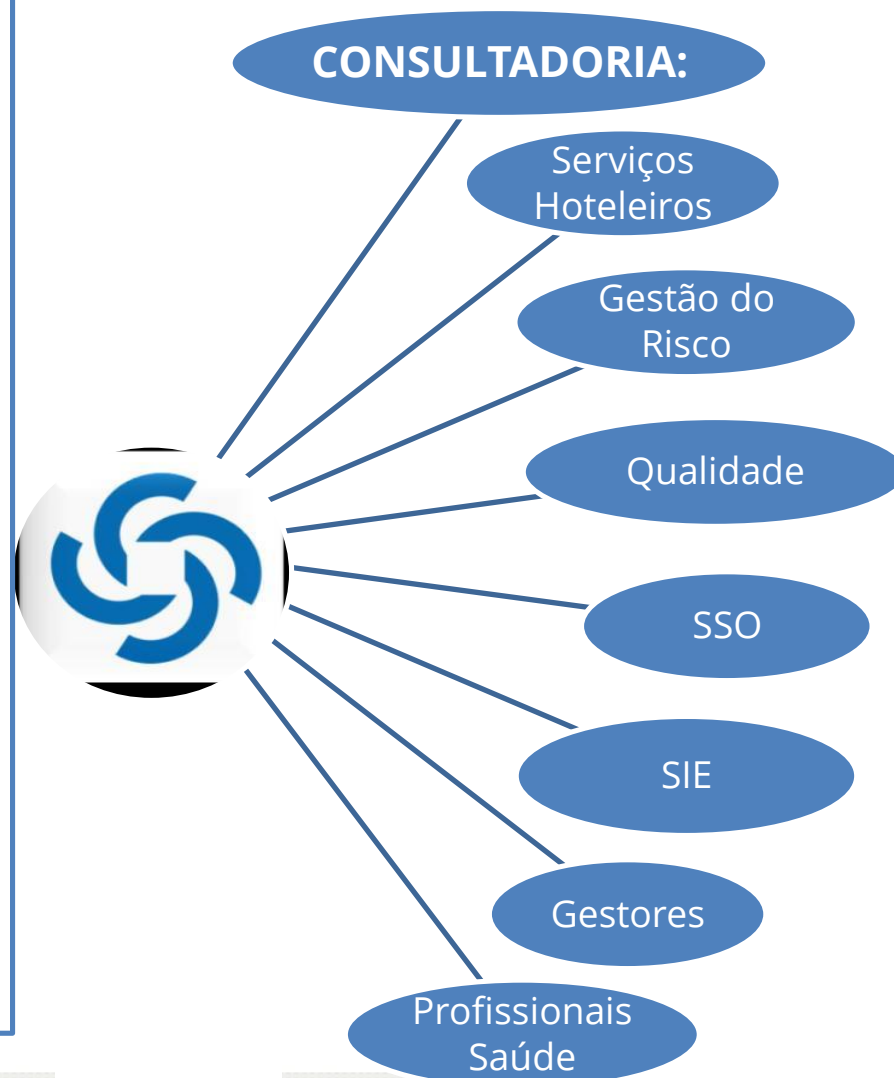 CONSULTADORIA:
Serviços
Hoteleiros
Gestão do
Risco
Qualidade
SSO
SIE
Gestores
Profissionais
Saúde